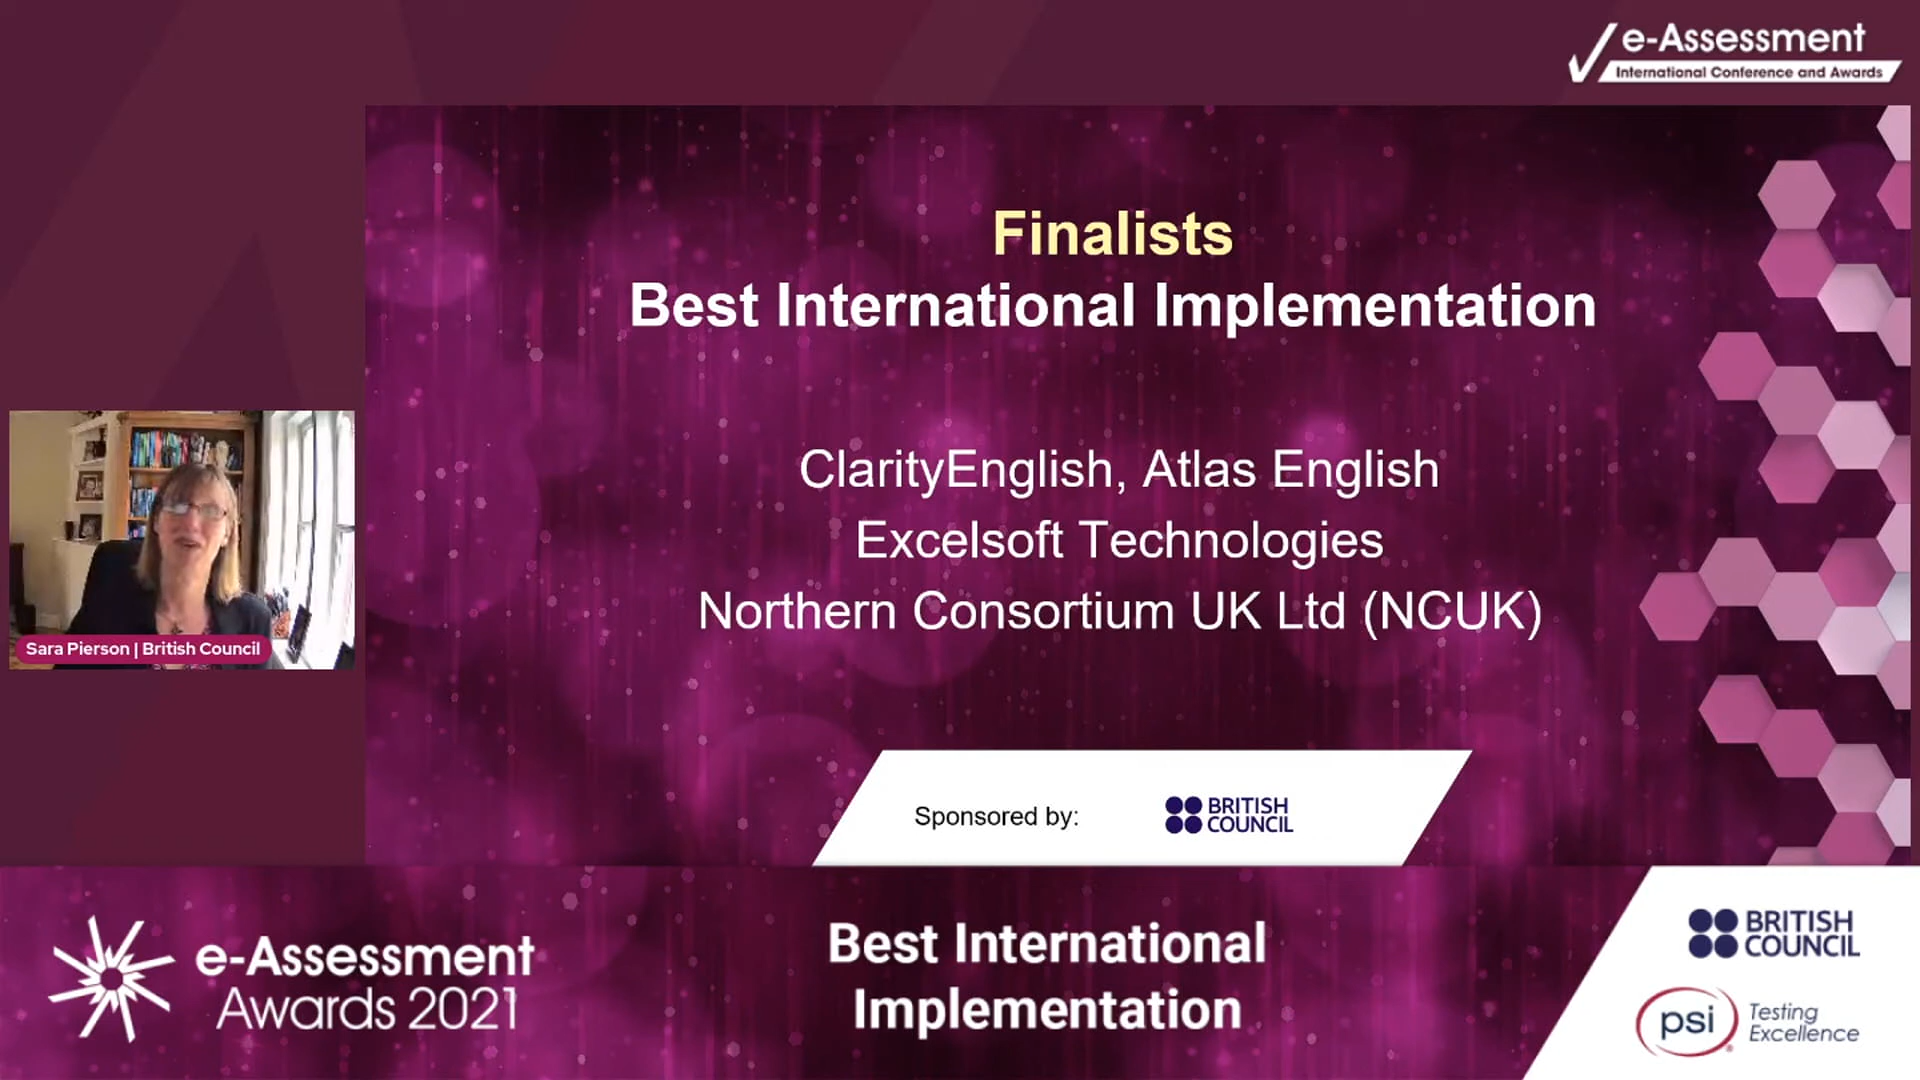 e-Assessment
International Conference and Awards
Finalists
Best International Implementation
ClarityEnglish, Atlas English
Excelsoft Technologies
Northern Consortium UK Ltd (NCUK)
Sara Pierson | British Council
Sponsored by:
BRITISH
COUNCIL
e-Assessment
Awards 2021
Best International
Implementation
BRITISH
COUNCIL
psi
Testing
Excellence